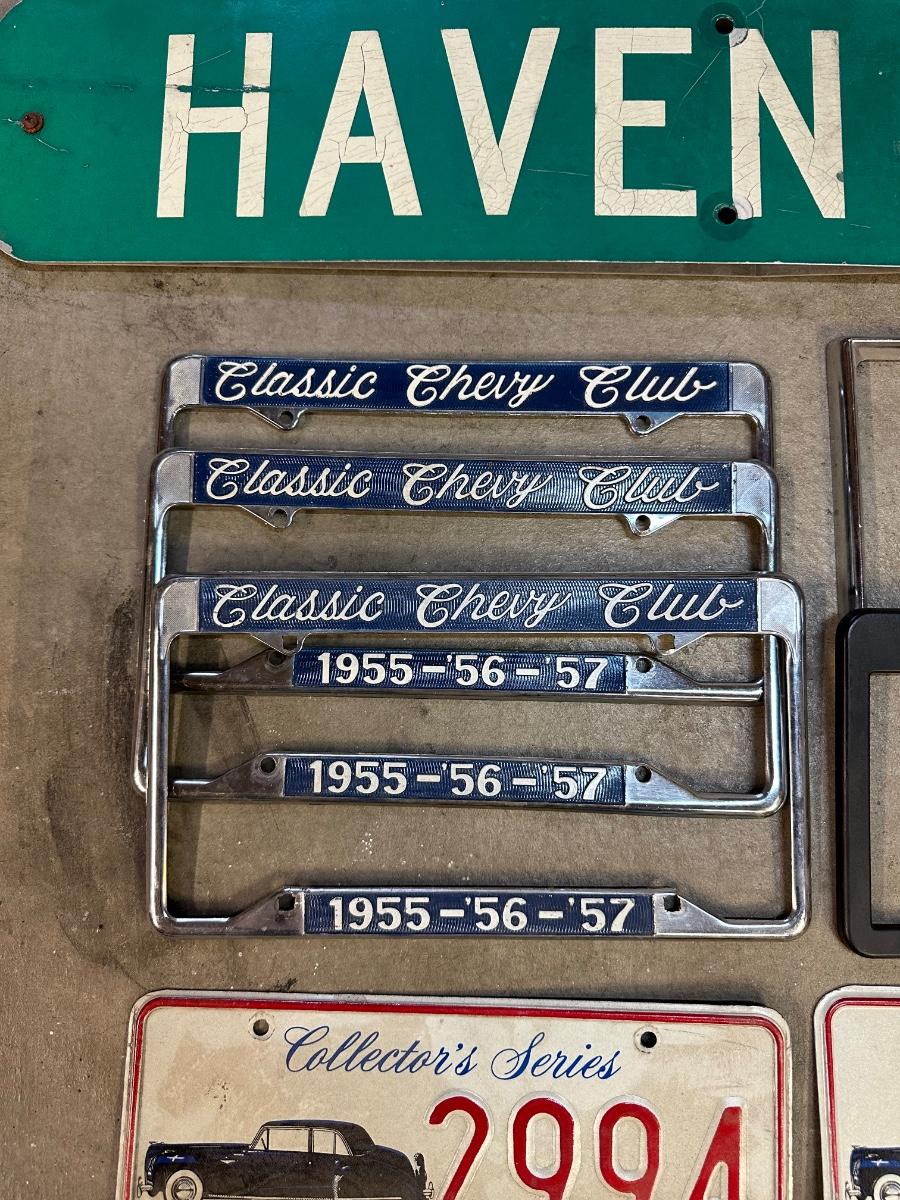 HAVEN
Classic Chevy Club
Classic Chevy Club
Classic Chevy Club
1955-'56-'57
1955-'56-'57
1955-'56-'57
Collector's Series
2994